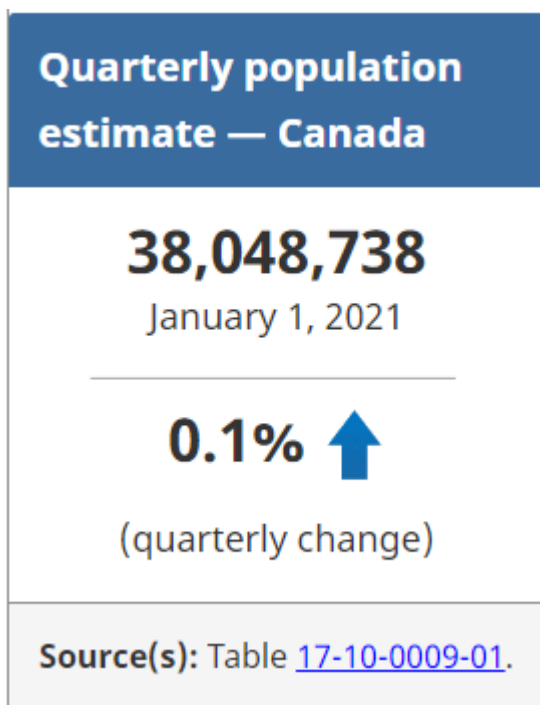 Quarterly population
estimate — Canada
38,048,738
January 1, 2021
0.1%
(quarterly change)
Source(s): Table 17-10-0009-01.